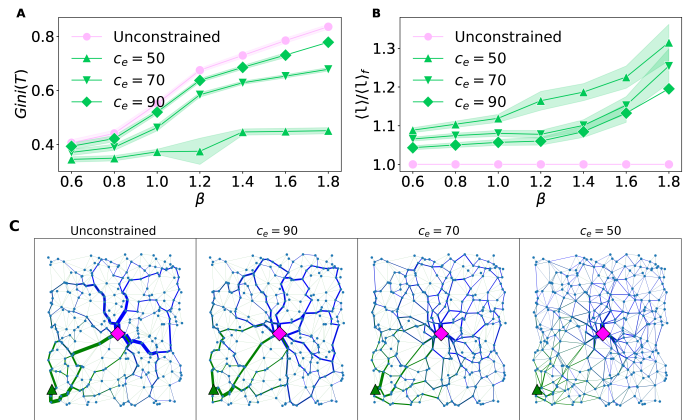 A
B
Unconstrained
c_e = 50
c_e = 70
c_e = 90
0.8
0.6
0.4
Gini(T)
0.6 0.8 1.0 1.2 1.4 1.6 1.8
β
Unconstrained
c_e = 50
c_e = 70
c_e = 90
1.3
1.2
1.1
1.0
⟨l⟩/⟨l⟩_f
0.6 0.8 1.0 1.2 1.4 1.6 1.8
β
C
Unconstrained
c_e = 90
c_e = 70
c_e = 50